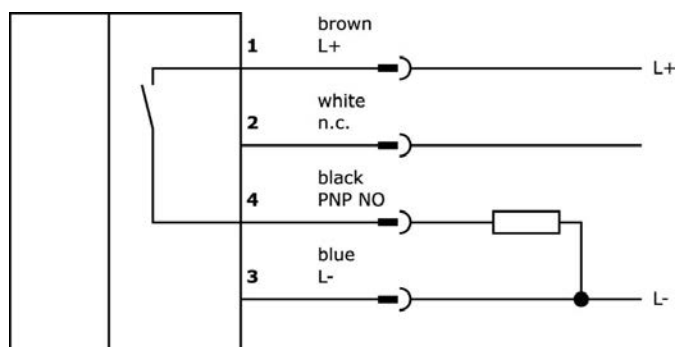 brown
1 L+
L+
white
2 n.c.
black
4 PNP NO
blue
3 L-
L-